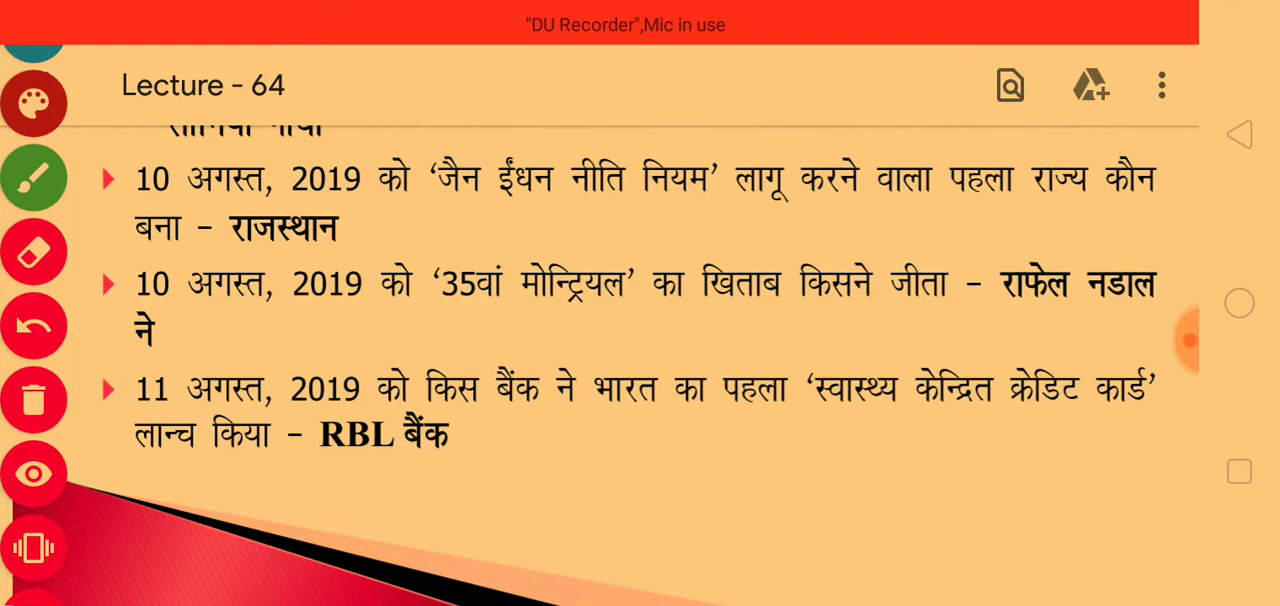 "DU Recorder",Mic in use
Lecture - 64
10 अगस्त, 2019 को ‘जैन ईंधन नीति नियम’ लागू करने वाला पहला राज्य कौन
बना – राजस्थान
10 अगस्त, 2019 को ‘35वां मोन्ट्रियल’ का खिताब किसने जीता – राफेल नडाल
ने
11 अगस्त, 2019 को किस बैंक ने भारत का पहला ‘स्वास्थ्य केन्द्रित क्रेडिट कार्ड’
लान्च किया – RBL बैंक